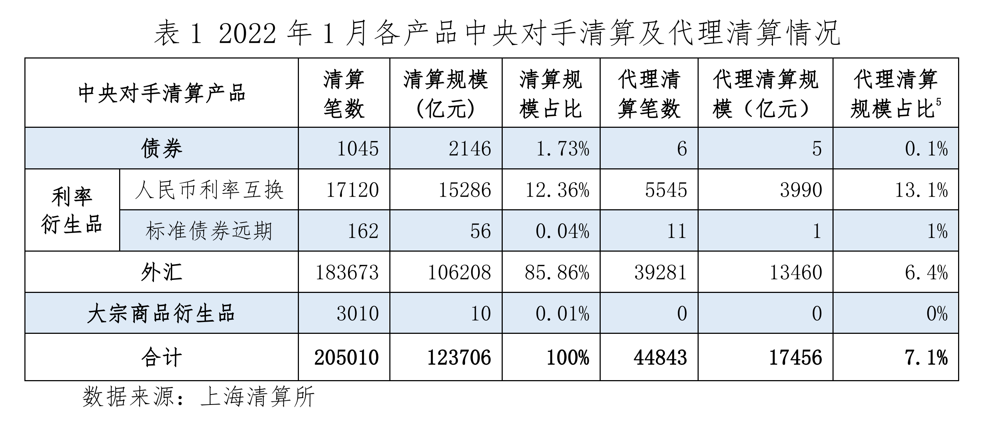 表 1 2022 年 1 月各产品中央对手清算及代理清算情况
中央对手清算产品 清算笔数 清算规模(亿元) 清算规模占比 代理清算笔数 代理清算规模（亿元） 代理清算规模占比5
债券 1045 2146 1.73% 6 5 0.1%
利率衍生品 人民币利率互换 17120 15286 12.36% 5545 3990 13.1%
标准债券远期 162 56 0.04% 11 1 1%
外汇 183673 106208 85.86% 39281 13460 6.4%
大宗商品衍生品 3010 10 0.01% 0 0 0%
合计 205010 123706 100% 44843 17456 7.1%
数据来源：上海清算所